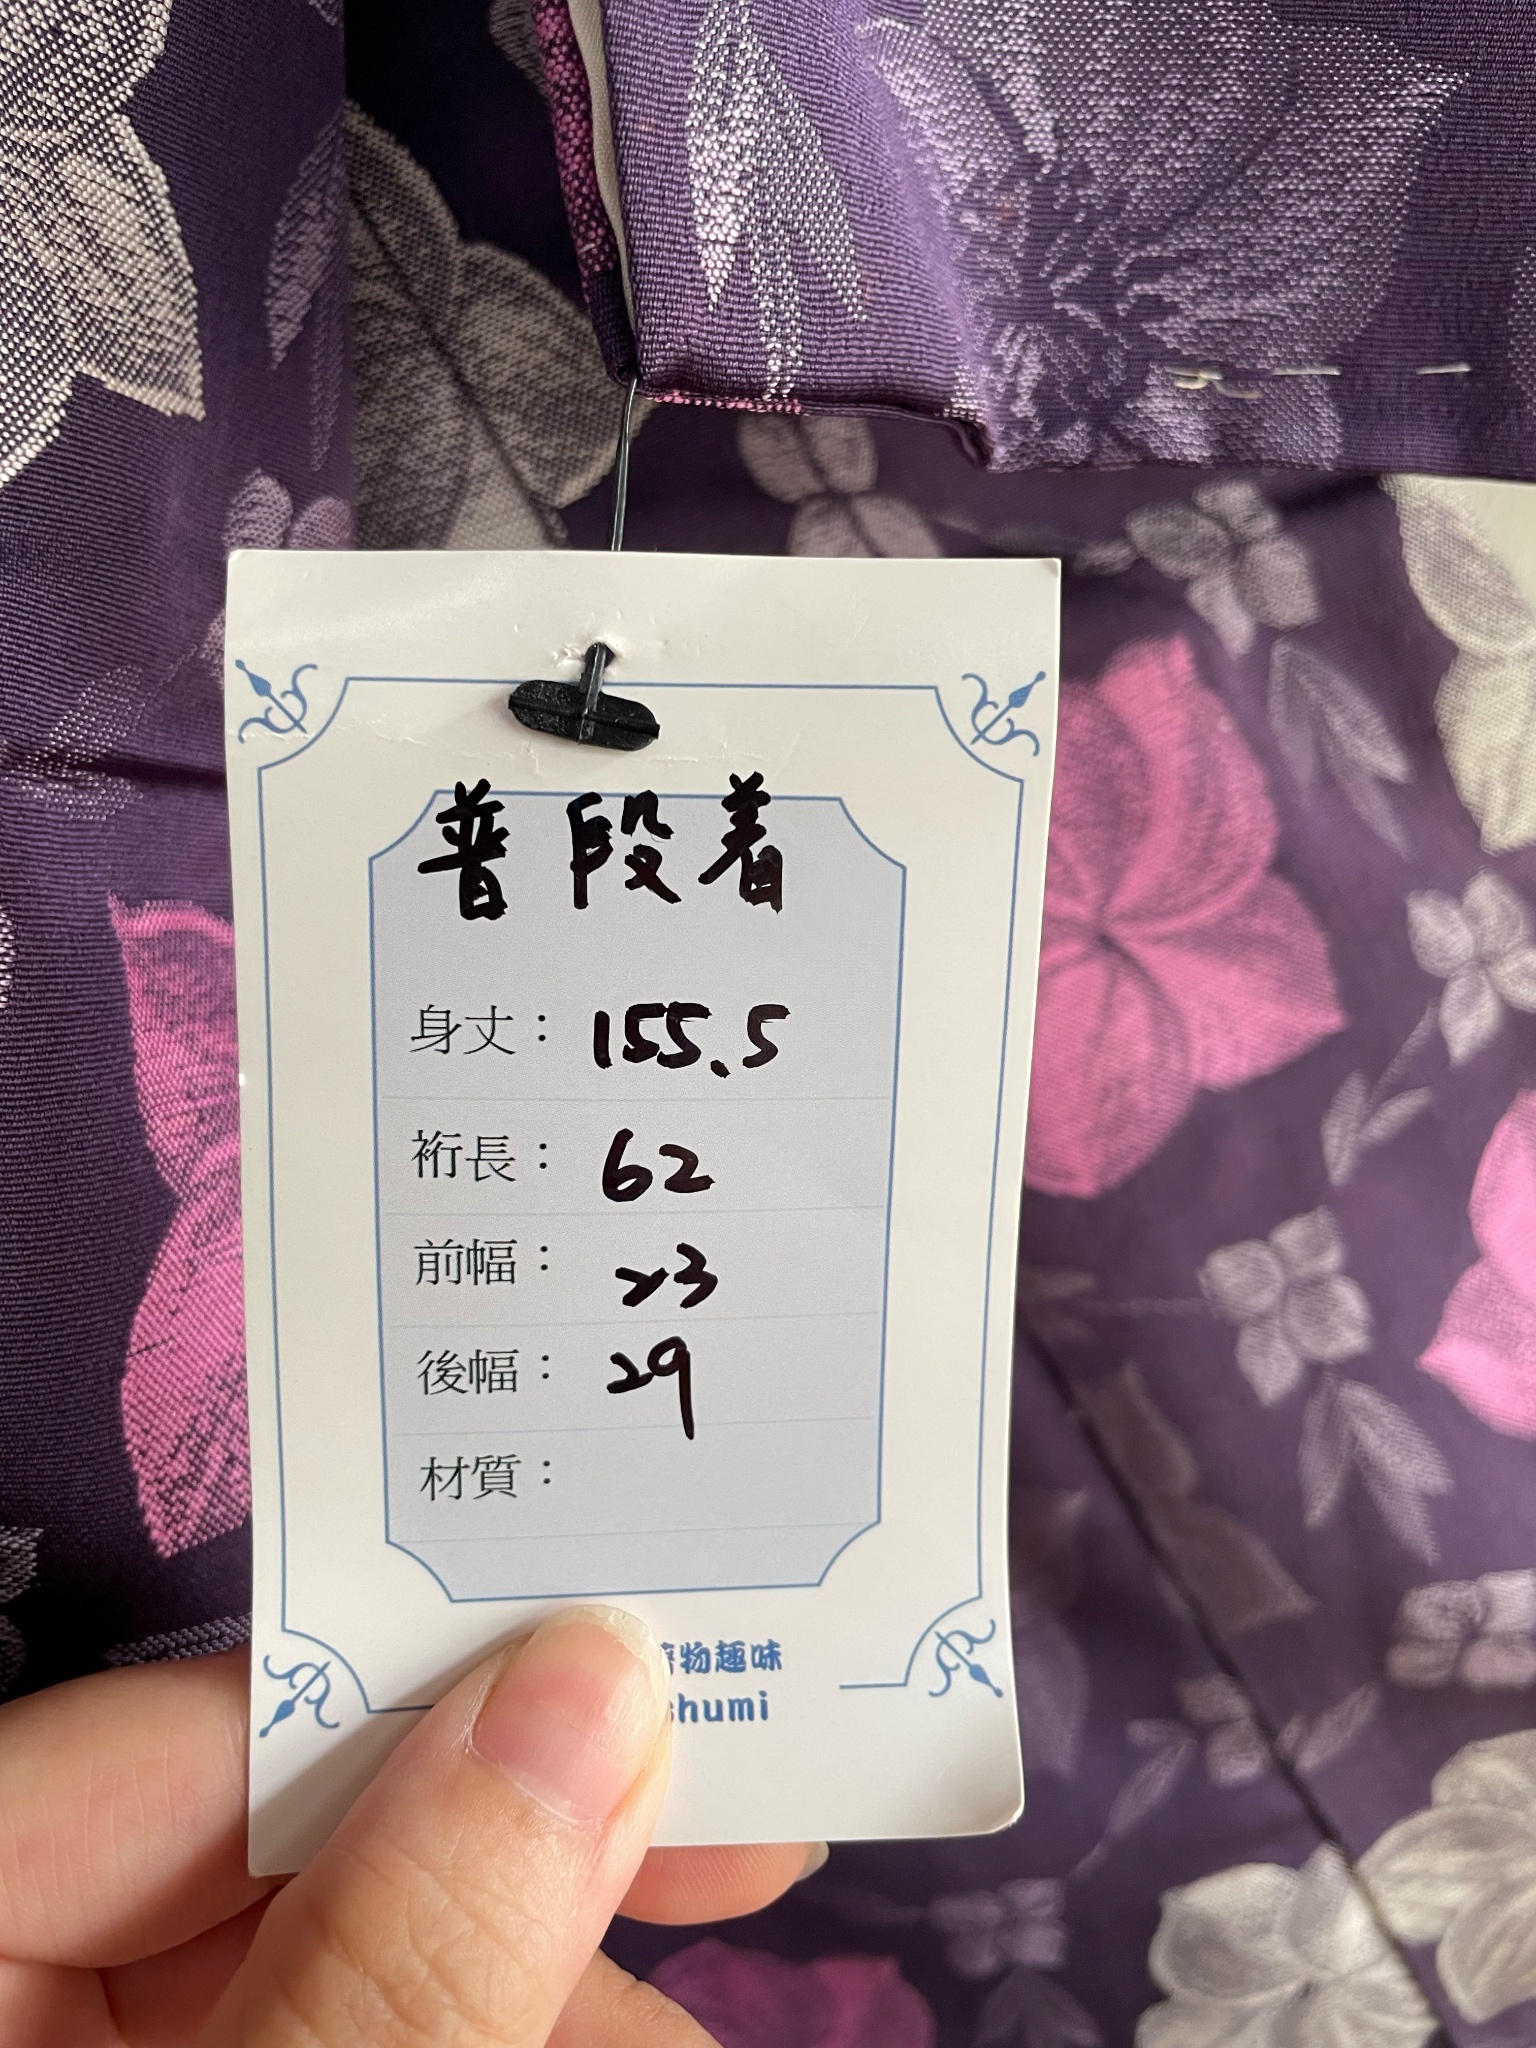 普段着
身丈：155.5
裄長：62
前幅：23
後幅：29
材質：
物趣味
humi